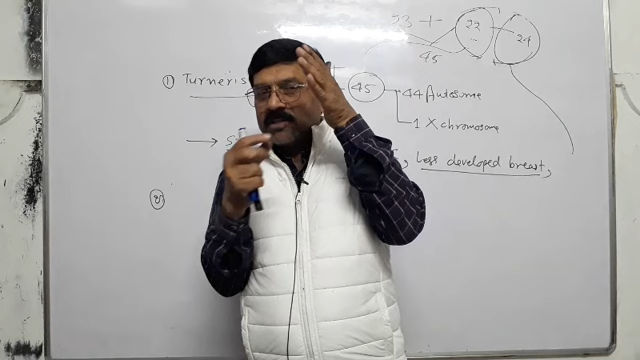 23 + 22 24
45
① Turner's 45 44 Autosome
1 X chromosome
→ , Less developed breast,